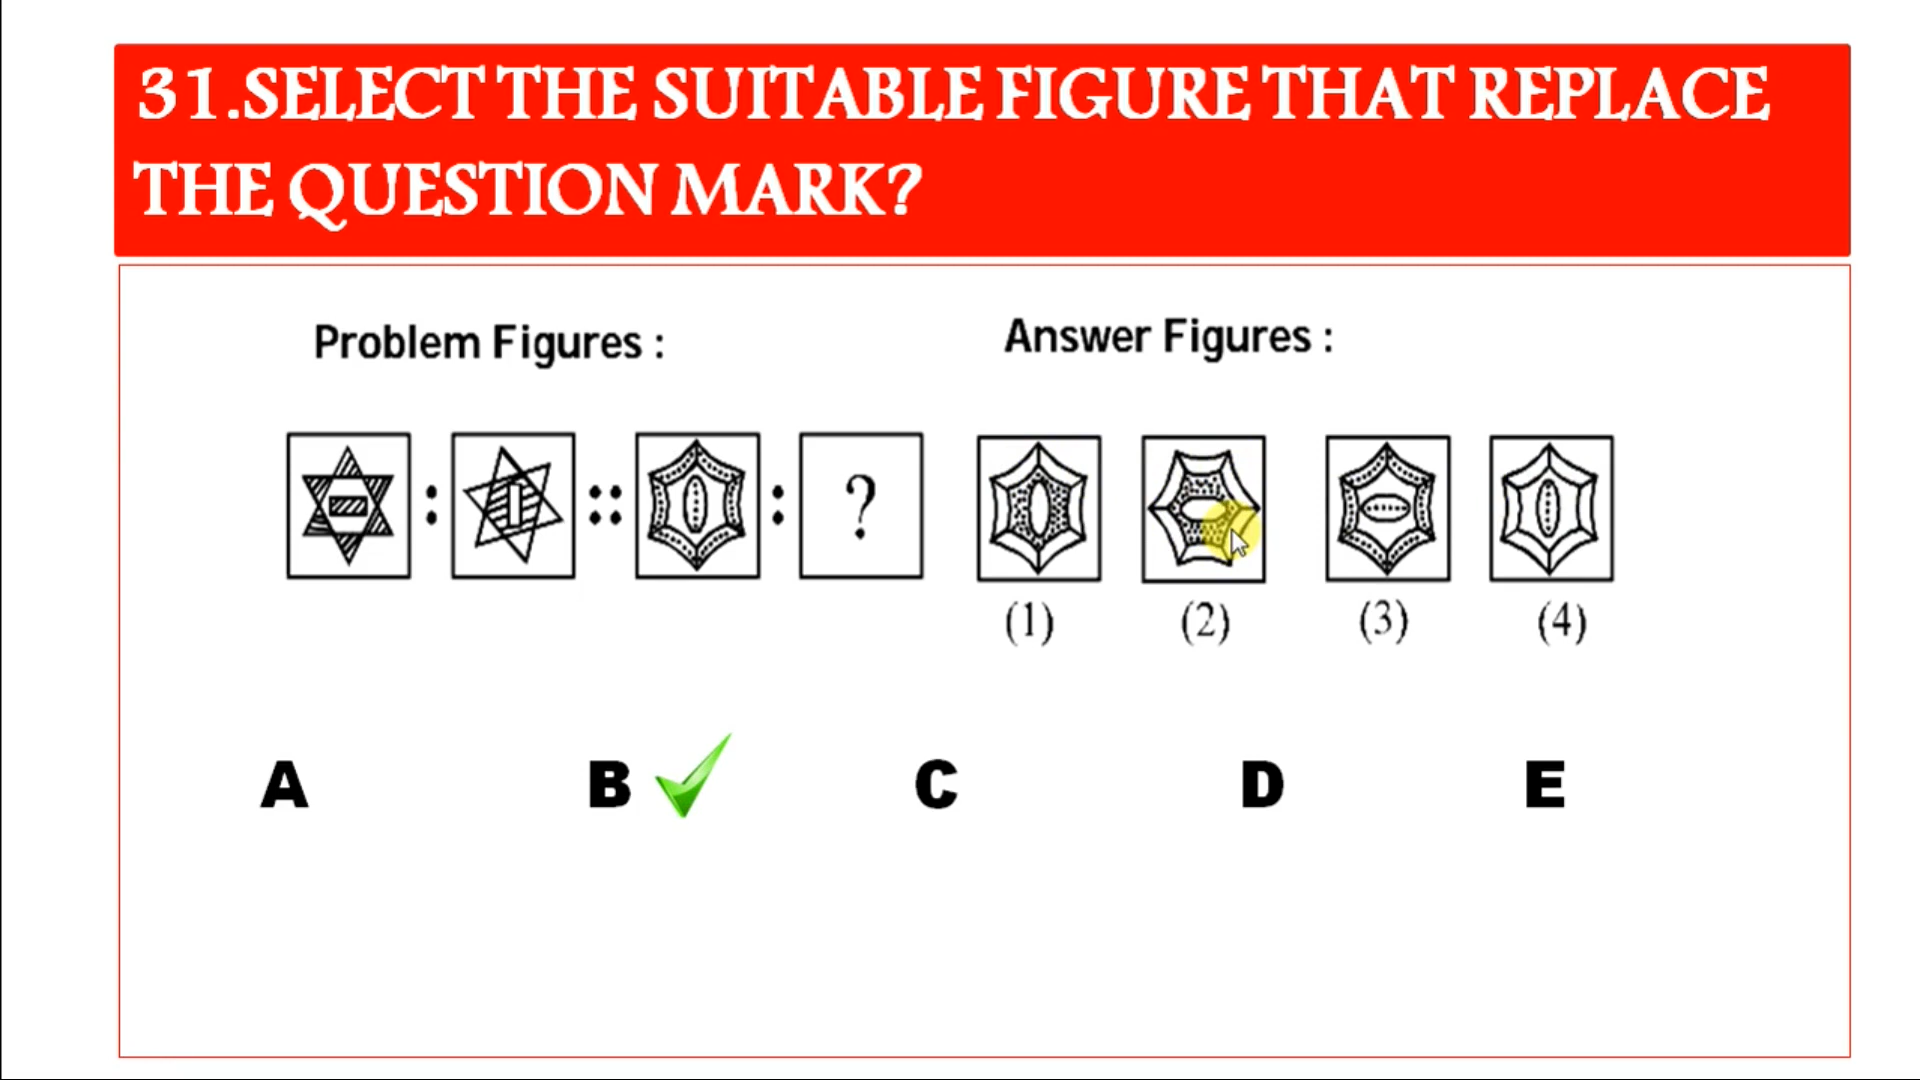 31.SELECT THE SUITABLE FIGURE THAT REPLACE
THE QUESTION MARK?
Problem Figures :
Answer Figures :
: :: : ?
(1) (2) (3) (4)
A B C D E